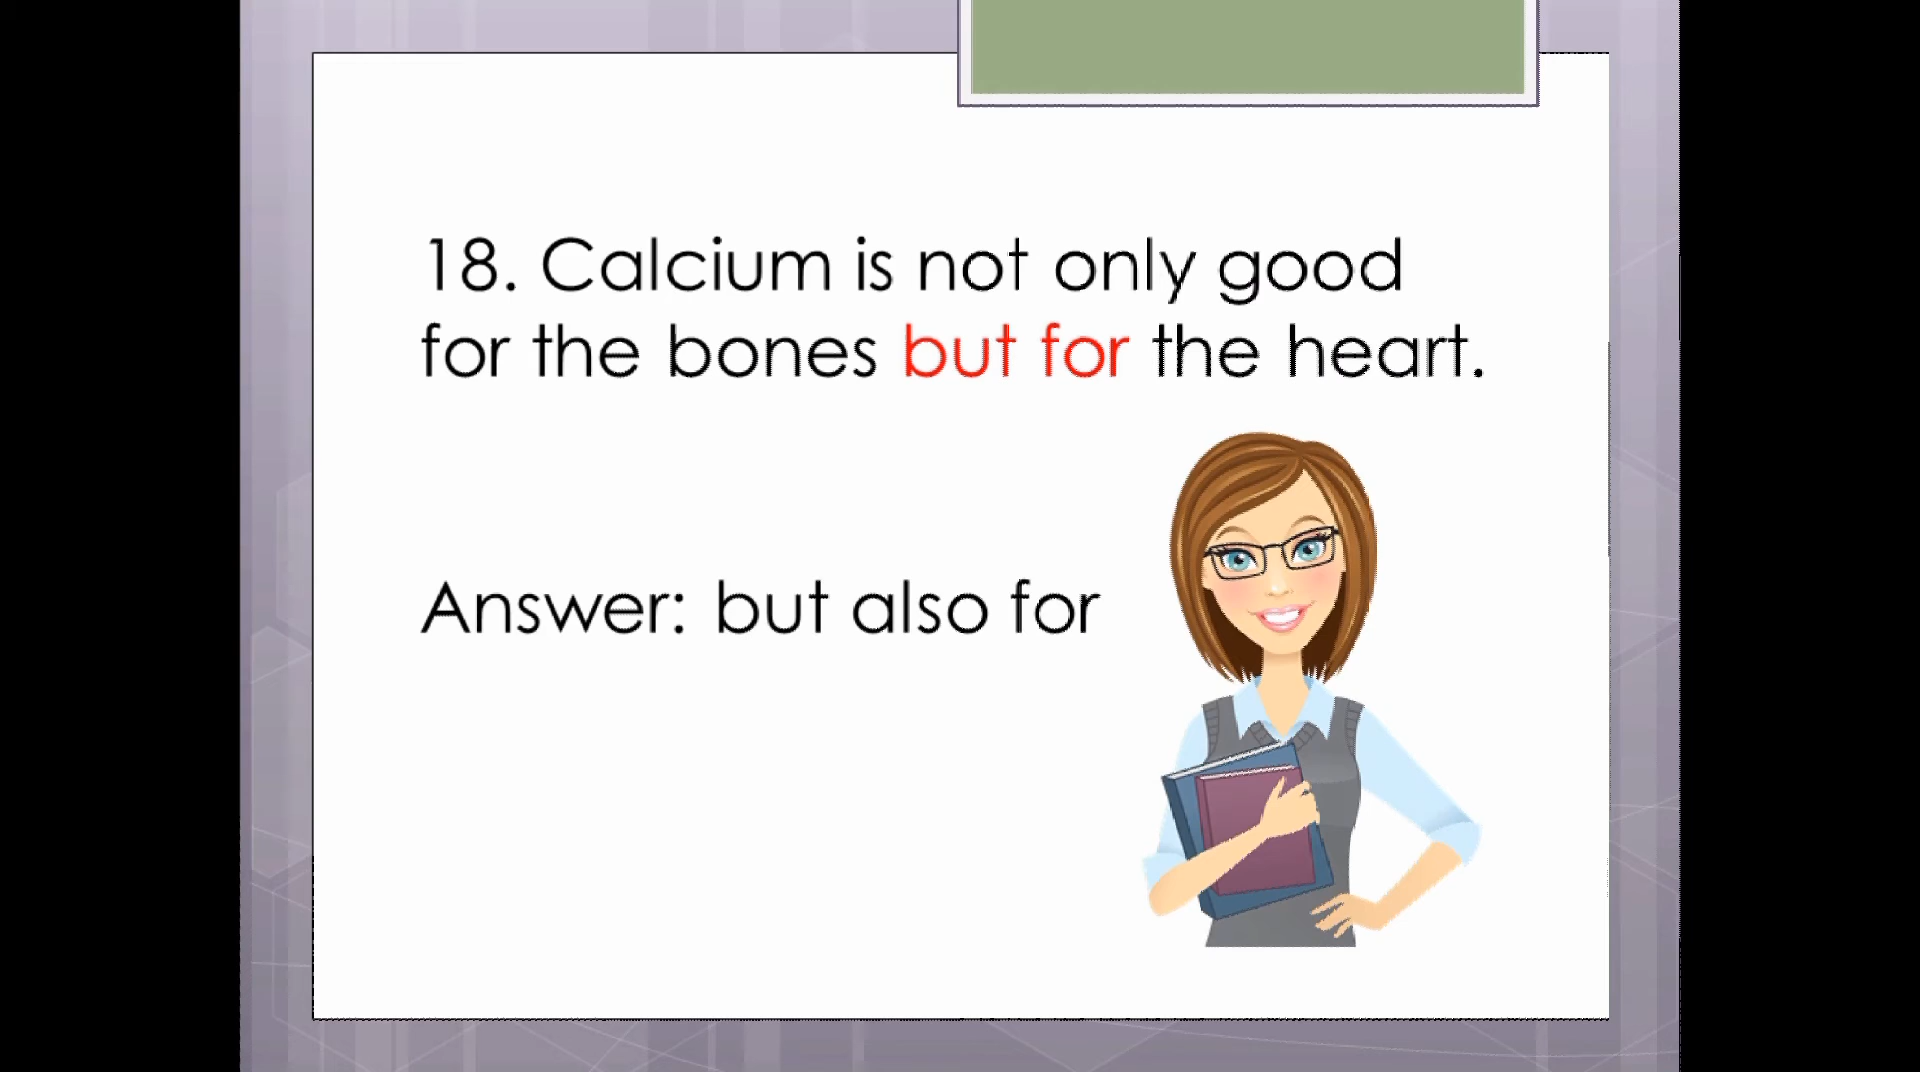 18. Calcium is not only good
for the bones but for the heart.
Answer: but also for